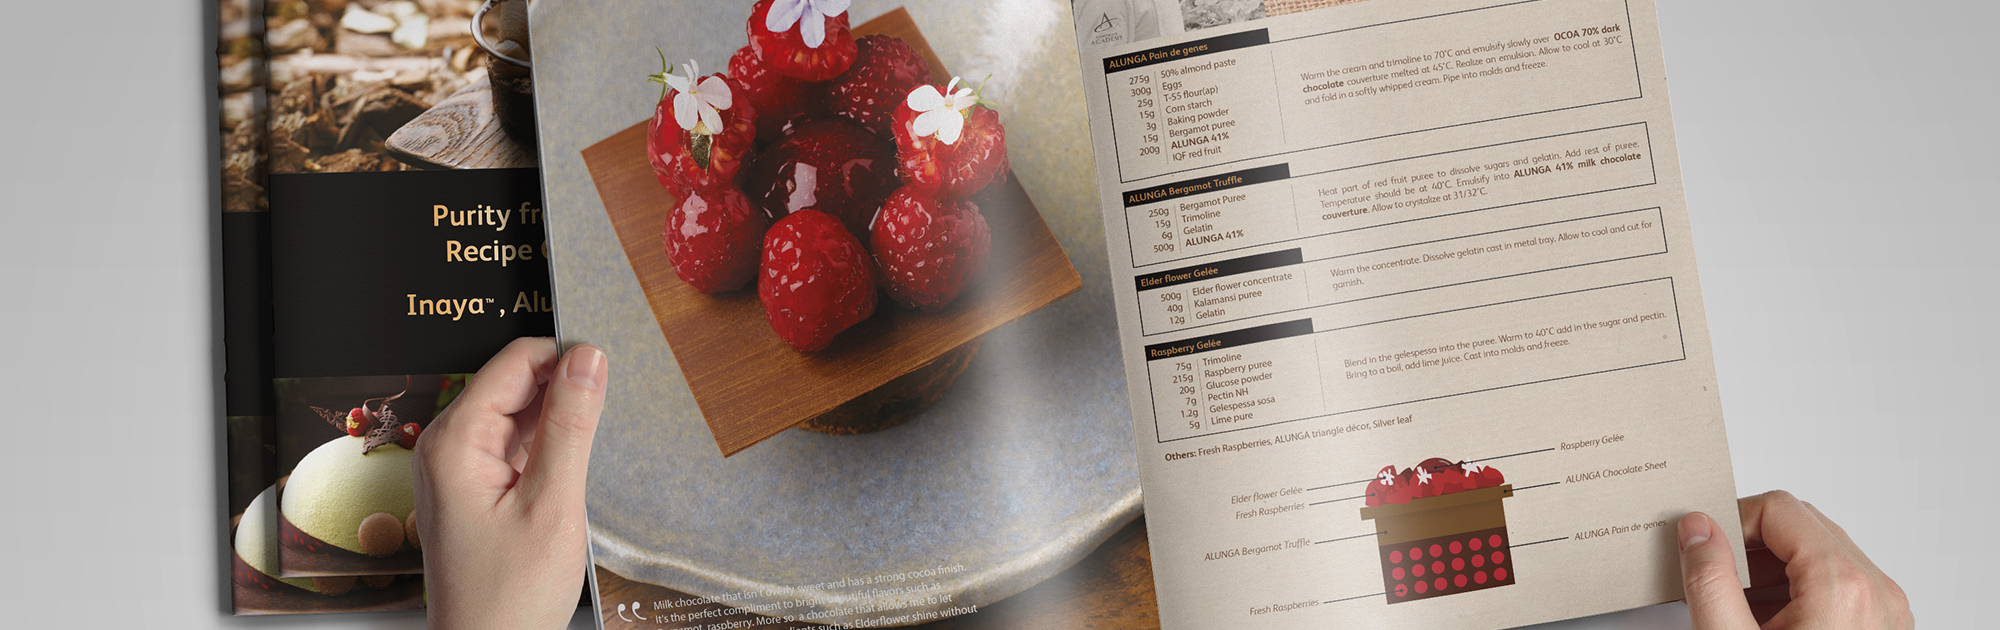 Purity
Recipe
Inaya™, Alu
Milk chocolate that isn't overly sweet and has a strong cocoa finish.
It's the perfect compliment to bright beautiful flavors such as
raspberry. More so a chocolate that allows me to let
such as Elderflower shine without
ACADEMY
ALUNGA Pain de genes
275g 50% almond paste
300g Eggs
25g T-55 flour(ap)
15g Corn starch
3g Baking powder
15g Bergamot puree
200g ALUNGA 41%
IQF red fruit
Warm the cream and trimoline to 70°C and emulsify slowly over OCOA 70% dark
chocolate couverture melted at 45°C. Realize an emulsion. Allow to cool at 30°C
and fold in a softly whipped cream. Pipe into molds and freeze.
ALUNGA Bergamot Truffle
250g Bergamot Puree
15g Trimoline
6g Gelatin
500g ALUNGA 41%
Heat part of red fruit puree to dissolve sugars and gelatin. Add rest of puree.
Temperature should be at 40°C. Emulsify into ALUNGA 41% milk chocolate
couverture. Allow to crystalize at 31/32°C.
Elder flower Gelée
500g Elder flower concentrate
40g Kalamansi puree
12g Gelatin
Warm the concentrate. Dissolve gelatin cast in metal tray. Allow to cool and cut for
garnish.
Raspberry Gelée
75g Trimoline
215g Raspberry puree
20g Glucose powder
7g Pectin NH
1.2g Gelespessa sosa
5g Lime pure
Blend in the gelespessa into the puree. Warm to 40°C add in the sugar and pectin.
Bring to a boil, add lime juice. Cast into molds and freeze.
Others: Fresh Raspberries, ALUNGA triangle décor, Silver leaf
Raspberry Gelée
ALUNGA Chocolate Sheet
Elder flower Gelée
Fresh Raspberries
ALUNGA Bergamot Truffle
ALUNGA Pain de genes
Fresh Raspberries